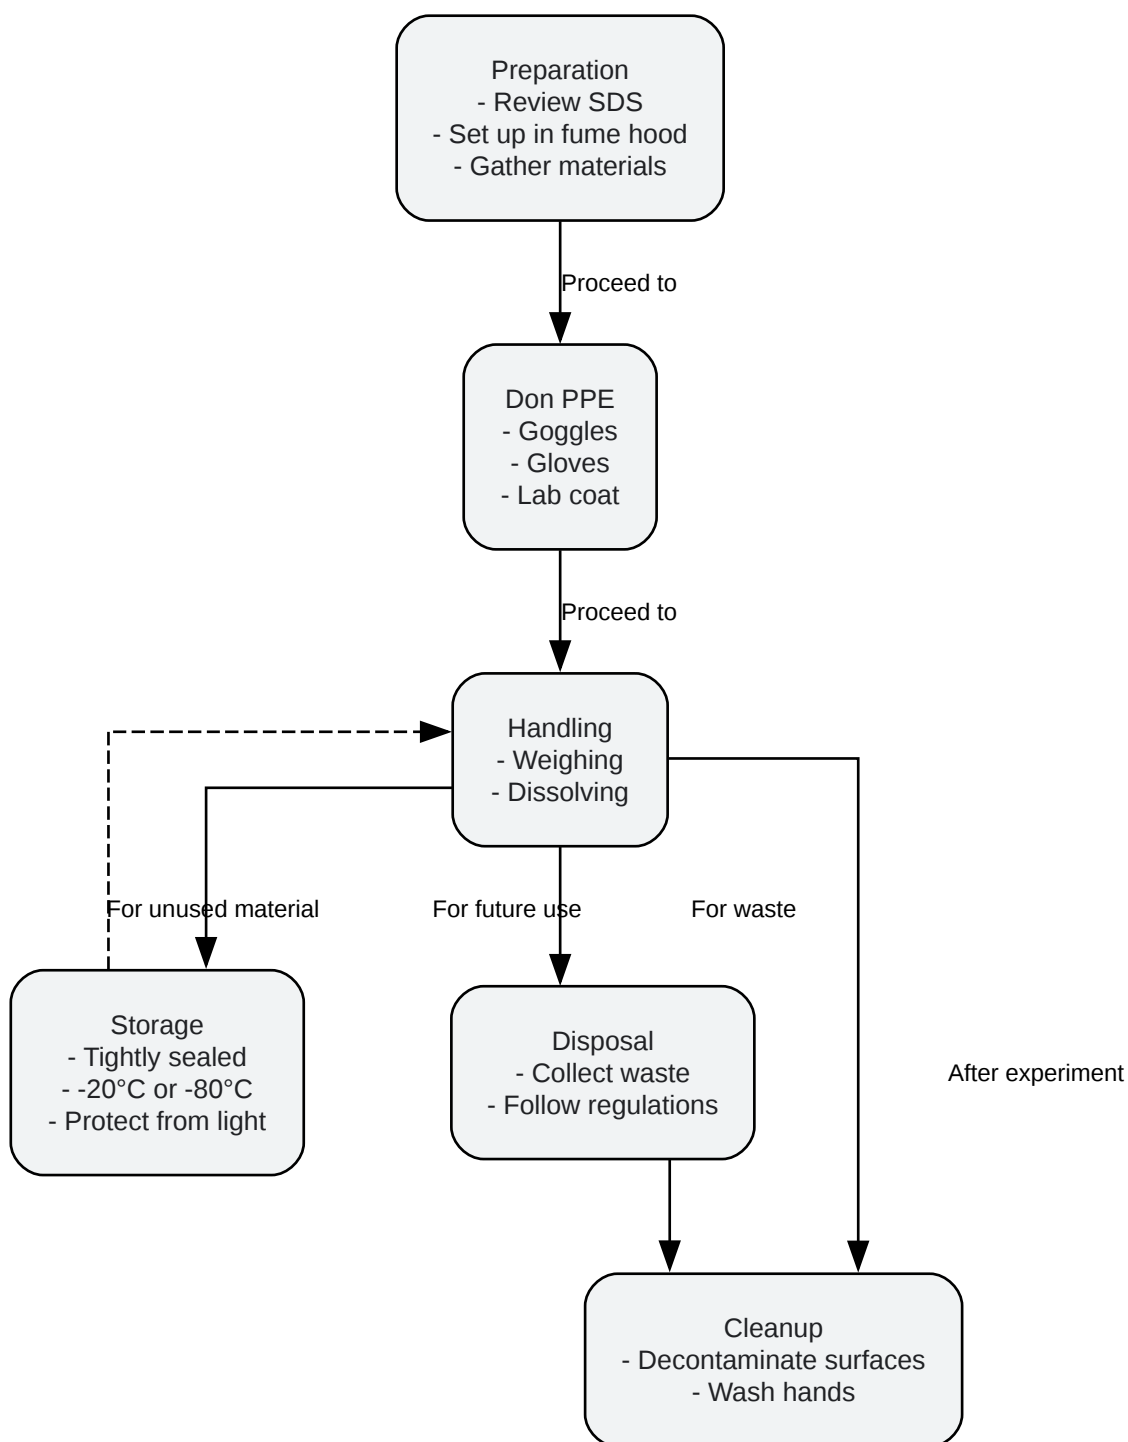 Preparation
- Review SDS
- Set up in fume hood
- Gather materials
Proceed to
Don PPE
- Goggles
- Gloves
- Lab coat
Proceed to
Handling
- Weighing
- Dissolving
For unused material
For future use
For waste
Storage
- Tightly sealed
- -20°C or -80°C
- Protect from light
Disposal
- Collect waste
- Follow regulations
After experiment
Cleanup
- Decontaminate surfaces
- Wash hands